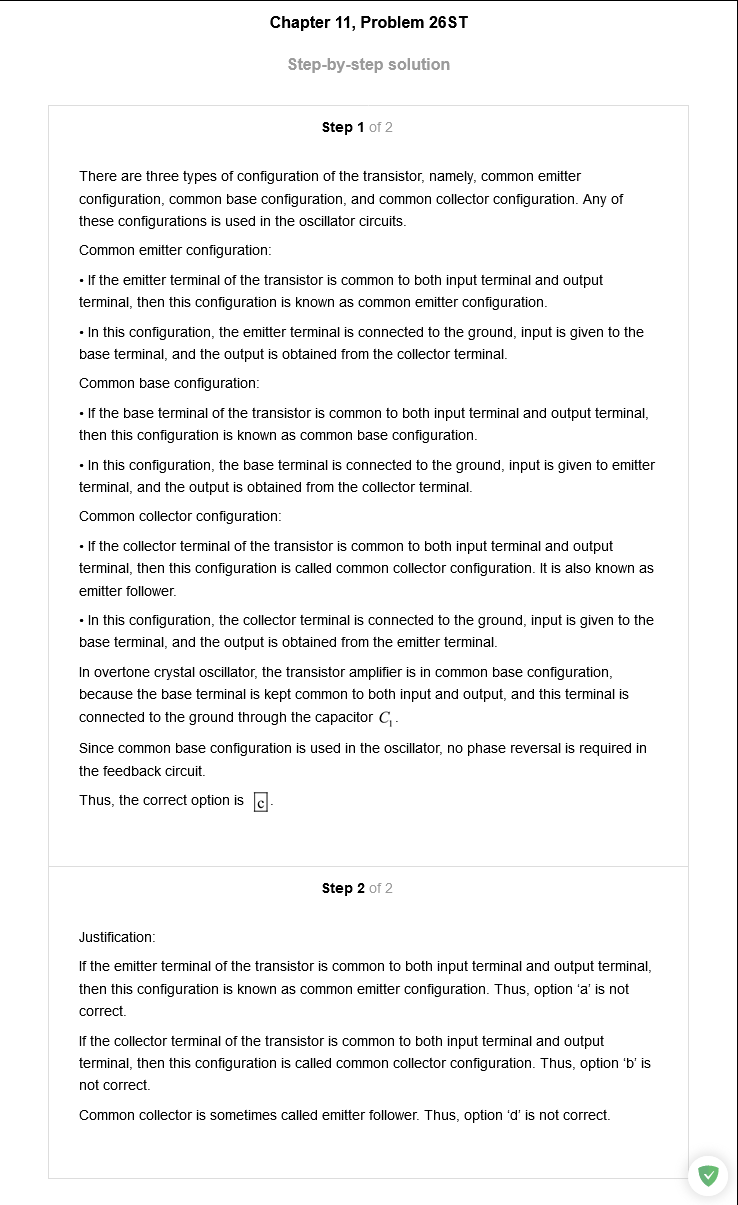 Chapter 11, Problem 26ST
Step-by-step solution
Step 1 of 2
There are three types of configuration of the transistor, namely, common emitter
configuration, common base configuration, and common collector configuration. Any of
these configurations is used in the oscillator circuits.
Common emitter configuration:
• If the emitter terminal of the transistor is common to both input terminal and output
terminal, then this configuration is known as common emitter configuration.
• In this configuration, the emitter terminal is connected to the ground, input is given to the
base terminal, and the output is obtained from the collector terminal.
Common base configuration:
• If the base terminal of the transistor is common to both input terminal and output terminal,
then this configuration is known as common base configuration.
• In this configuration, the base terminal is connected to the ground, input is given to emitter
terminal, and the output is obtained from the collector terminal.
Common collector configuration:
• If the collector terminal of the transistor is common to both input terminal and output
terminal, then this configuration is called common collector configuration. It is also known as
emitter follower.
• In this configuration, the collector terminal is connected to the ground, input is given to the
base terminal, and the output is obtained from the emitter terminal.
In overtone crystal oscillator, the transistor amplifier is in common base configuration,
because the base terminal is kept common to both input and output, and this terminal is
connected to the ground through the capacitor C₁.
Since common base configuration is used in the oscillator, no phase reversal is required in
the feedback circuit.
Thus, the correct option is c.
Step 2 of 2
Justification:
If the emitter terminal of the transistor is common to both input terminal and output terminal,
then this configuration is known as common emitter configuration. Thus, option ‘a’ is not
correct.
If the collector terminal of the transistor is common to both input terminal and output
terminal, then this configuration is called common collector configuration. Thus, option ‘b’ is
not correct.
Common collector is sometimes called emitter follower. Thus, option ‘d’ is not correct.